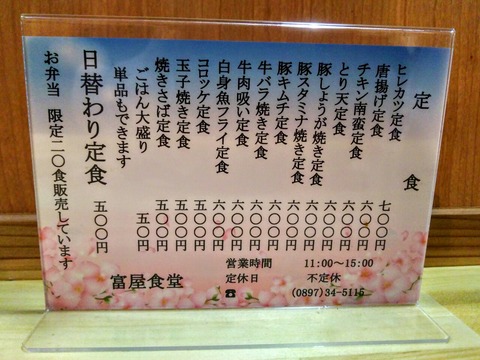 定食
ヒレカツ定食 七〇〇円
唐揚げ定食 六〇〇円
チキン南蛮定食 六〇〇円
とり天定食 六〇〇円
豚しょうが焼き定食 六〇〇円
豚スタミナ焼き定食 六〇〇円
豚キムチ定食 六〇〇円
牛バラ焼き定食 六〇〇円
牛肉吸い定食 六〇〇円
白身魚フライ定食 六〇〇円
コロッケ定食 五〇〇円
玉子焼き定食 五〇〇円
焼きさば定食 五〇〇円
ごはん大盛り 五〇円
単品もできます
日替わり定食 五〇〇円
お弁当 限定二〇食販売しています
富屋食堂
営業時間 11:00～15:00
定休日 不定休
☎ (0897)34-5115